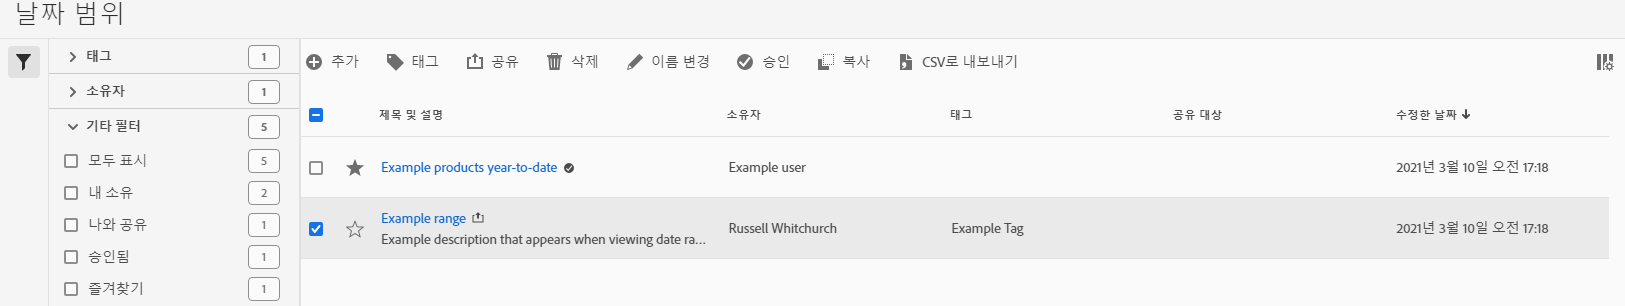 날짜 범위
태그 1
소유자 1
기타 필터 5
모두 표시 5
내 소유 2
나와 공유 1
승인됨 1
즐겨찾기 1
추가 태그 공유 삭제 이름 변경 승인 복사 CSV로 내보내기
제목 및 설명 소유자 태그 공유 대상 수정한 날짜
Example products year-to-date Example user 2021년 3월 10일 오전 17:18
Example range Russell Whitchurch Example Tag 2021년 3월 10일 오전 17:18
Example description that appears when viewing date ra...